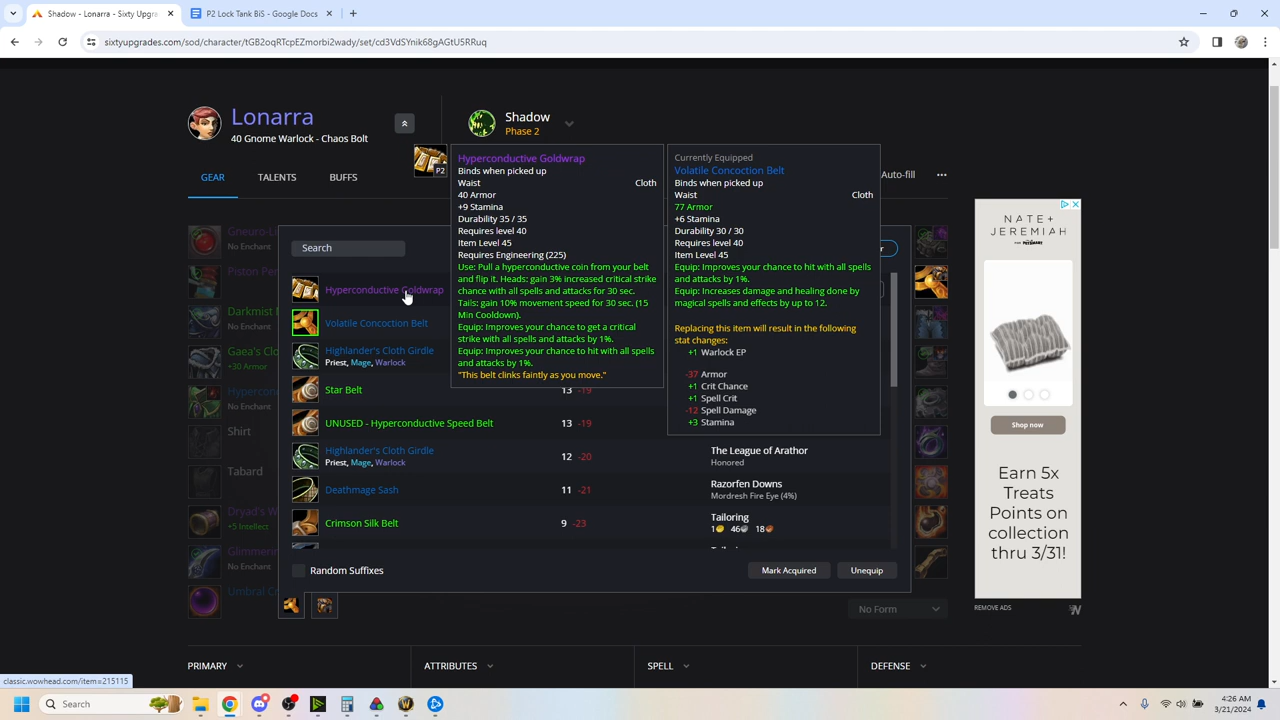 Shadow - Lonarra - Sixty Upgra
P2 Lock Tank BiS - Google Docs
sixtyupgrades.com/sod/character/tGB2oqRTcpEZmorbi2wady/set/cd3VdSYnik68gAGtU5RRuq
Lonarra
40 Gnome Warlock - Chaos Bolt
Shadow
Phase 2
GEAR
TALENTS
BUFFS
Auto-fill
P2
Hyperconductive Goldwrap
Binds when picked up
Waist Cloth
40 Armor
+9 Stamina
Durability 35 / 35
Requires level 40
Item Level 45
Requires Engineering (225)
Use: Pull a hyperconductive coin from your belt
and flip it. Heads: gain 3% increased critical strike
chance with all spells and attacks for 30 sec.
Tails: gain 10% movement speed for 30 sec. (15
Min Cooldown).
Equip: Improves your chance to get a critical
strike with all spells and attacks by 1%.
Equip: Improves your chance to hit with all spells
and attacks by 1%.
"This belt clinks faintly as you move."
Currently Equipped
Volatile Concoction Belt
Binds when picked up
Waist Cloth
77 Armor
+6 Stamina
Durability 30 / 30
Requires level 40
Item Level 45
Equip: Improves your chance to hit with all spells
and attacks by 1%.
Equip: Increases damage and healing done by
magical spells and effects by up to 12.
Replacing this item will result in the following
stat changes:
+1 Warlock EP
-37 Armor
+1 Crit Chance
+1 Spell Crit
-12 Spell Damage
+3 Stamina
Gneuro-Li
No Enchant
Piston Pen
No Enchant
Darkmist
No Enchant
Gaea's Clo
+30 Armor
Hyperconc
No Enchant
Shirt
Tabard
Dryad's W
+5 Intellect
Glimmerin
No Enchant
Umbral Cr
Search
Hyperconductive Goldwrap
Volatile Concoction Belt
Highlander's Cloth Girdle
Priest, Mage, Warlock
Star Belt 13 -19
UNUSED - Hyperconductive Speed Belt 13 -19
Highlander's Cloth Girdle 12 -20 The League of Arathor
Priest, Mage, Warlock Honored
Deathmage Sash 11 -21 Razorfen Downs
Mordresh Fire Eye (4%)
Crimson Silk Belt 9 -23 Tailoring
1 46 18
Random Suffixes
Mark Acquired
Unequip
No Form
PRIMARY
ATTRIBUTES
SPELL
DEFENSE
NATE+
JEREMIAH
Shop now
Earn 5x
Treats
Points on
collection
thru 3/31!
REMOVE ADS
classic.wowhead.com/item=215115
Search
4:26 AM
3/21/2024